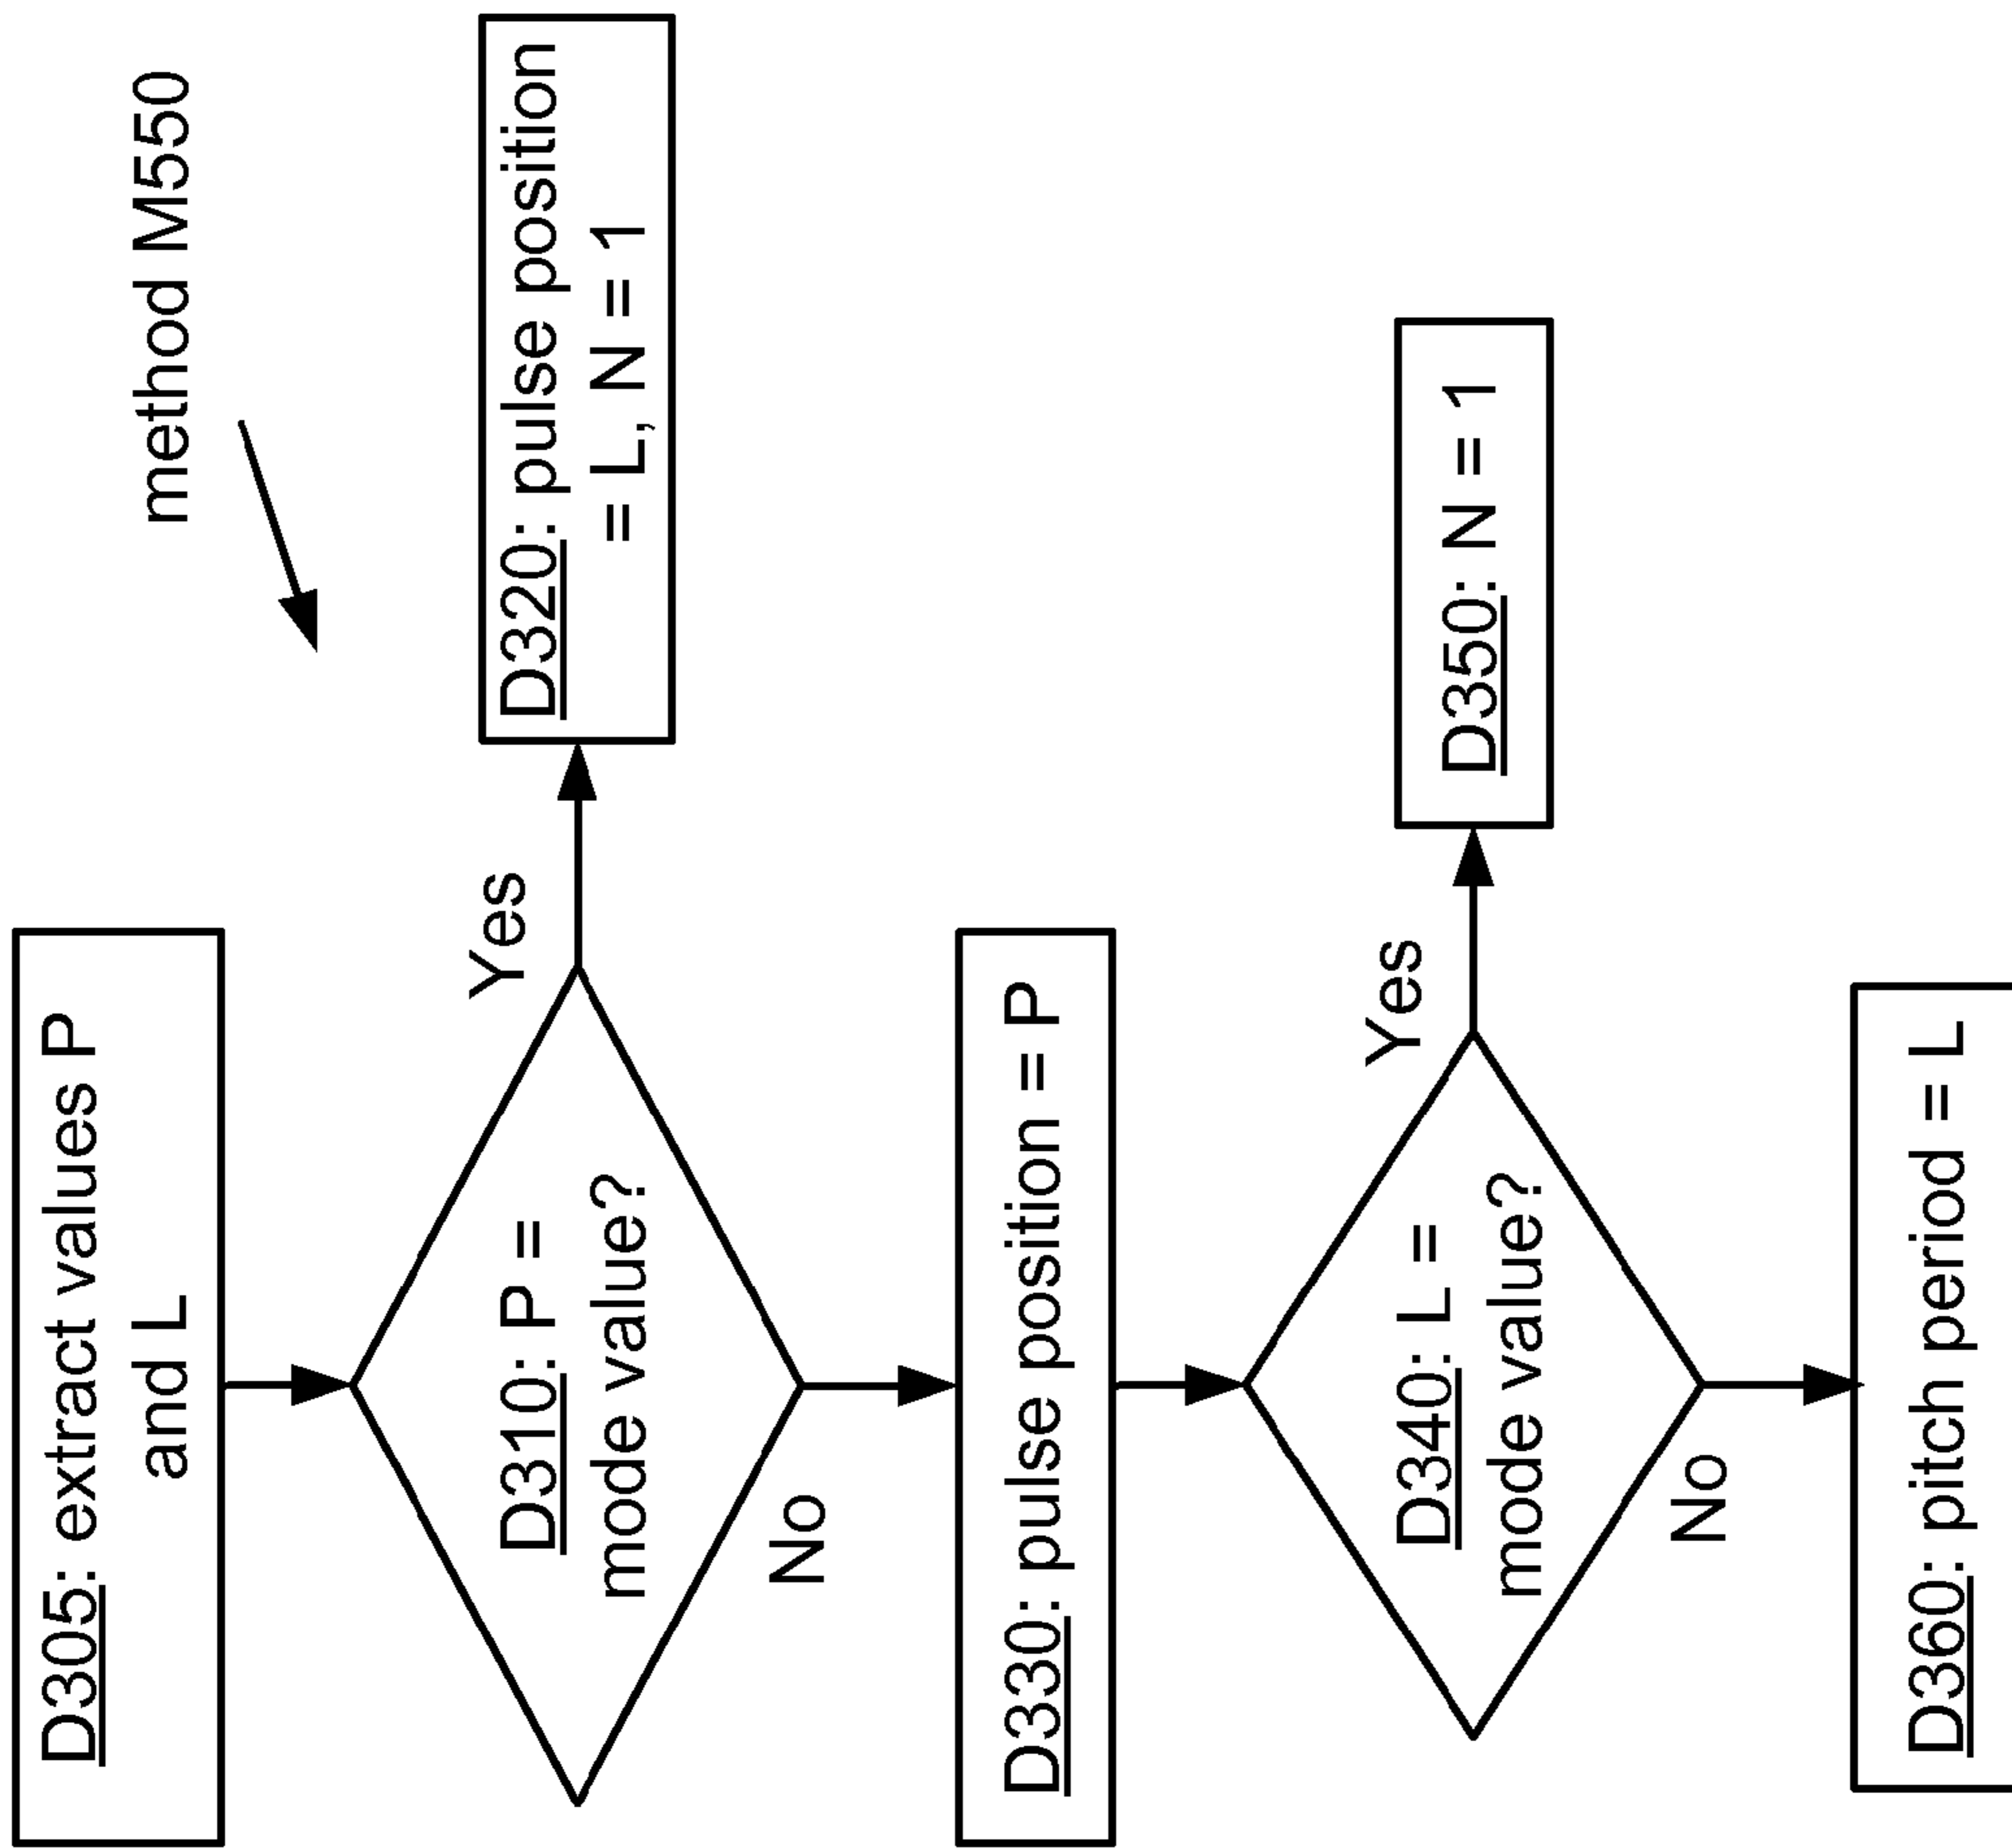 method M550
D305: extract values P
and L
D310: P =
mode value?
Yes
D320: pulse position
= L, N = 1
No
D330: pulse position = P
D340: L =
mode value?
Yes
D350: N = 1
No
D360: pitch period = L